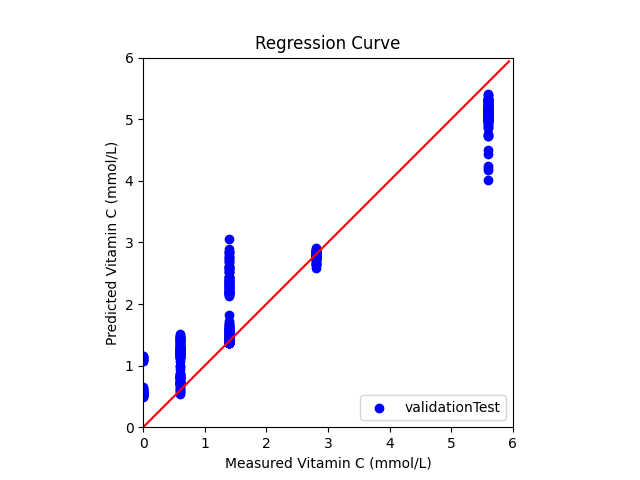 Regression Curve
6
5
4
3
2
1
0
Predicted Vitamin C (mmol/L)
validationTest
0 1 2 3 4 5 6
Measured Vitamin C (mmol/L)